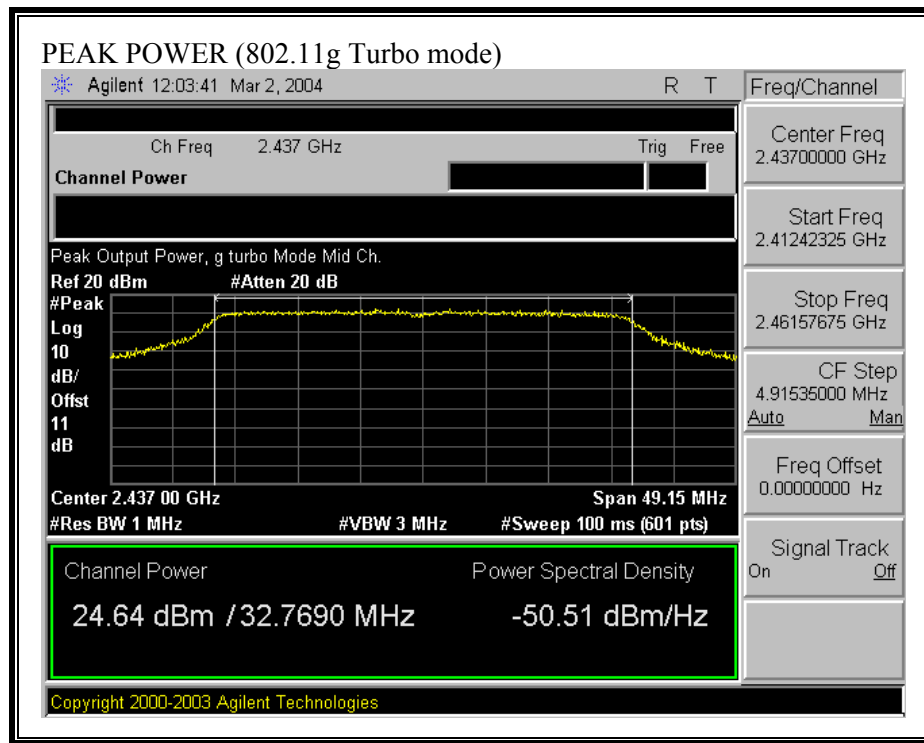 PEAK POWER (802.11g Turbo mode)
Agilent 12:03:41 Mar 2, 2004 R T
Freq/Channel
Ch Freq 2.437 GHz Trig Free
Channel Power
Center Freq
2.43700000 GHz
Start Freq
2.41242325 GHz
Stop Freq
2.46157675 GHz
CF Step
4.91535000 MHz
Auto Man
Freq Offset
0.00000000 Hz
Signal Track
On Off
Peak Output Power, g turbo Mode Mid Ch.
Ref 20 dBm #Atten 20 dB
#Peak
Log
10
dB/
Offst
11
dB
Center 2.437 00 GHz Span 49.15 MHz
#Res BW 1 MHz #VBW 3 MHz #Sweep 100 ms (601 pts)
Channel Power Power Spectral Density
24.64 dBm / 32.7690 MHz -50.51 dBm/Hz
Copyright 2000-2003 Agilent Technologies